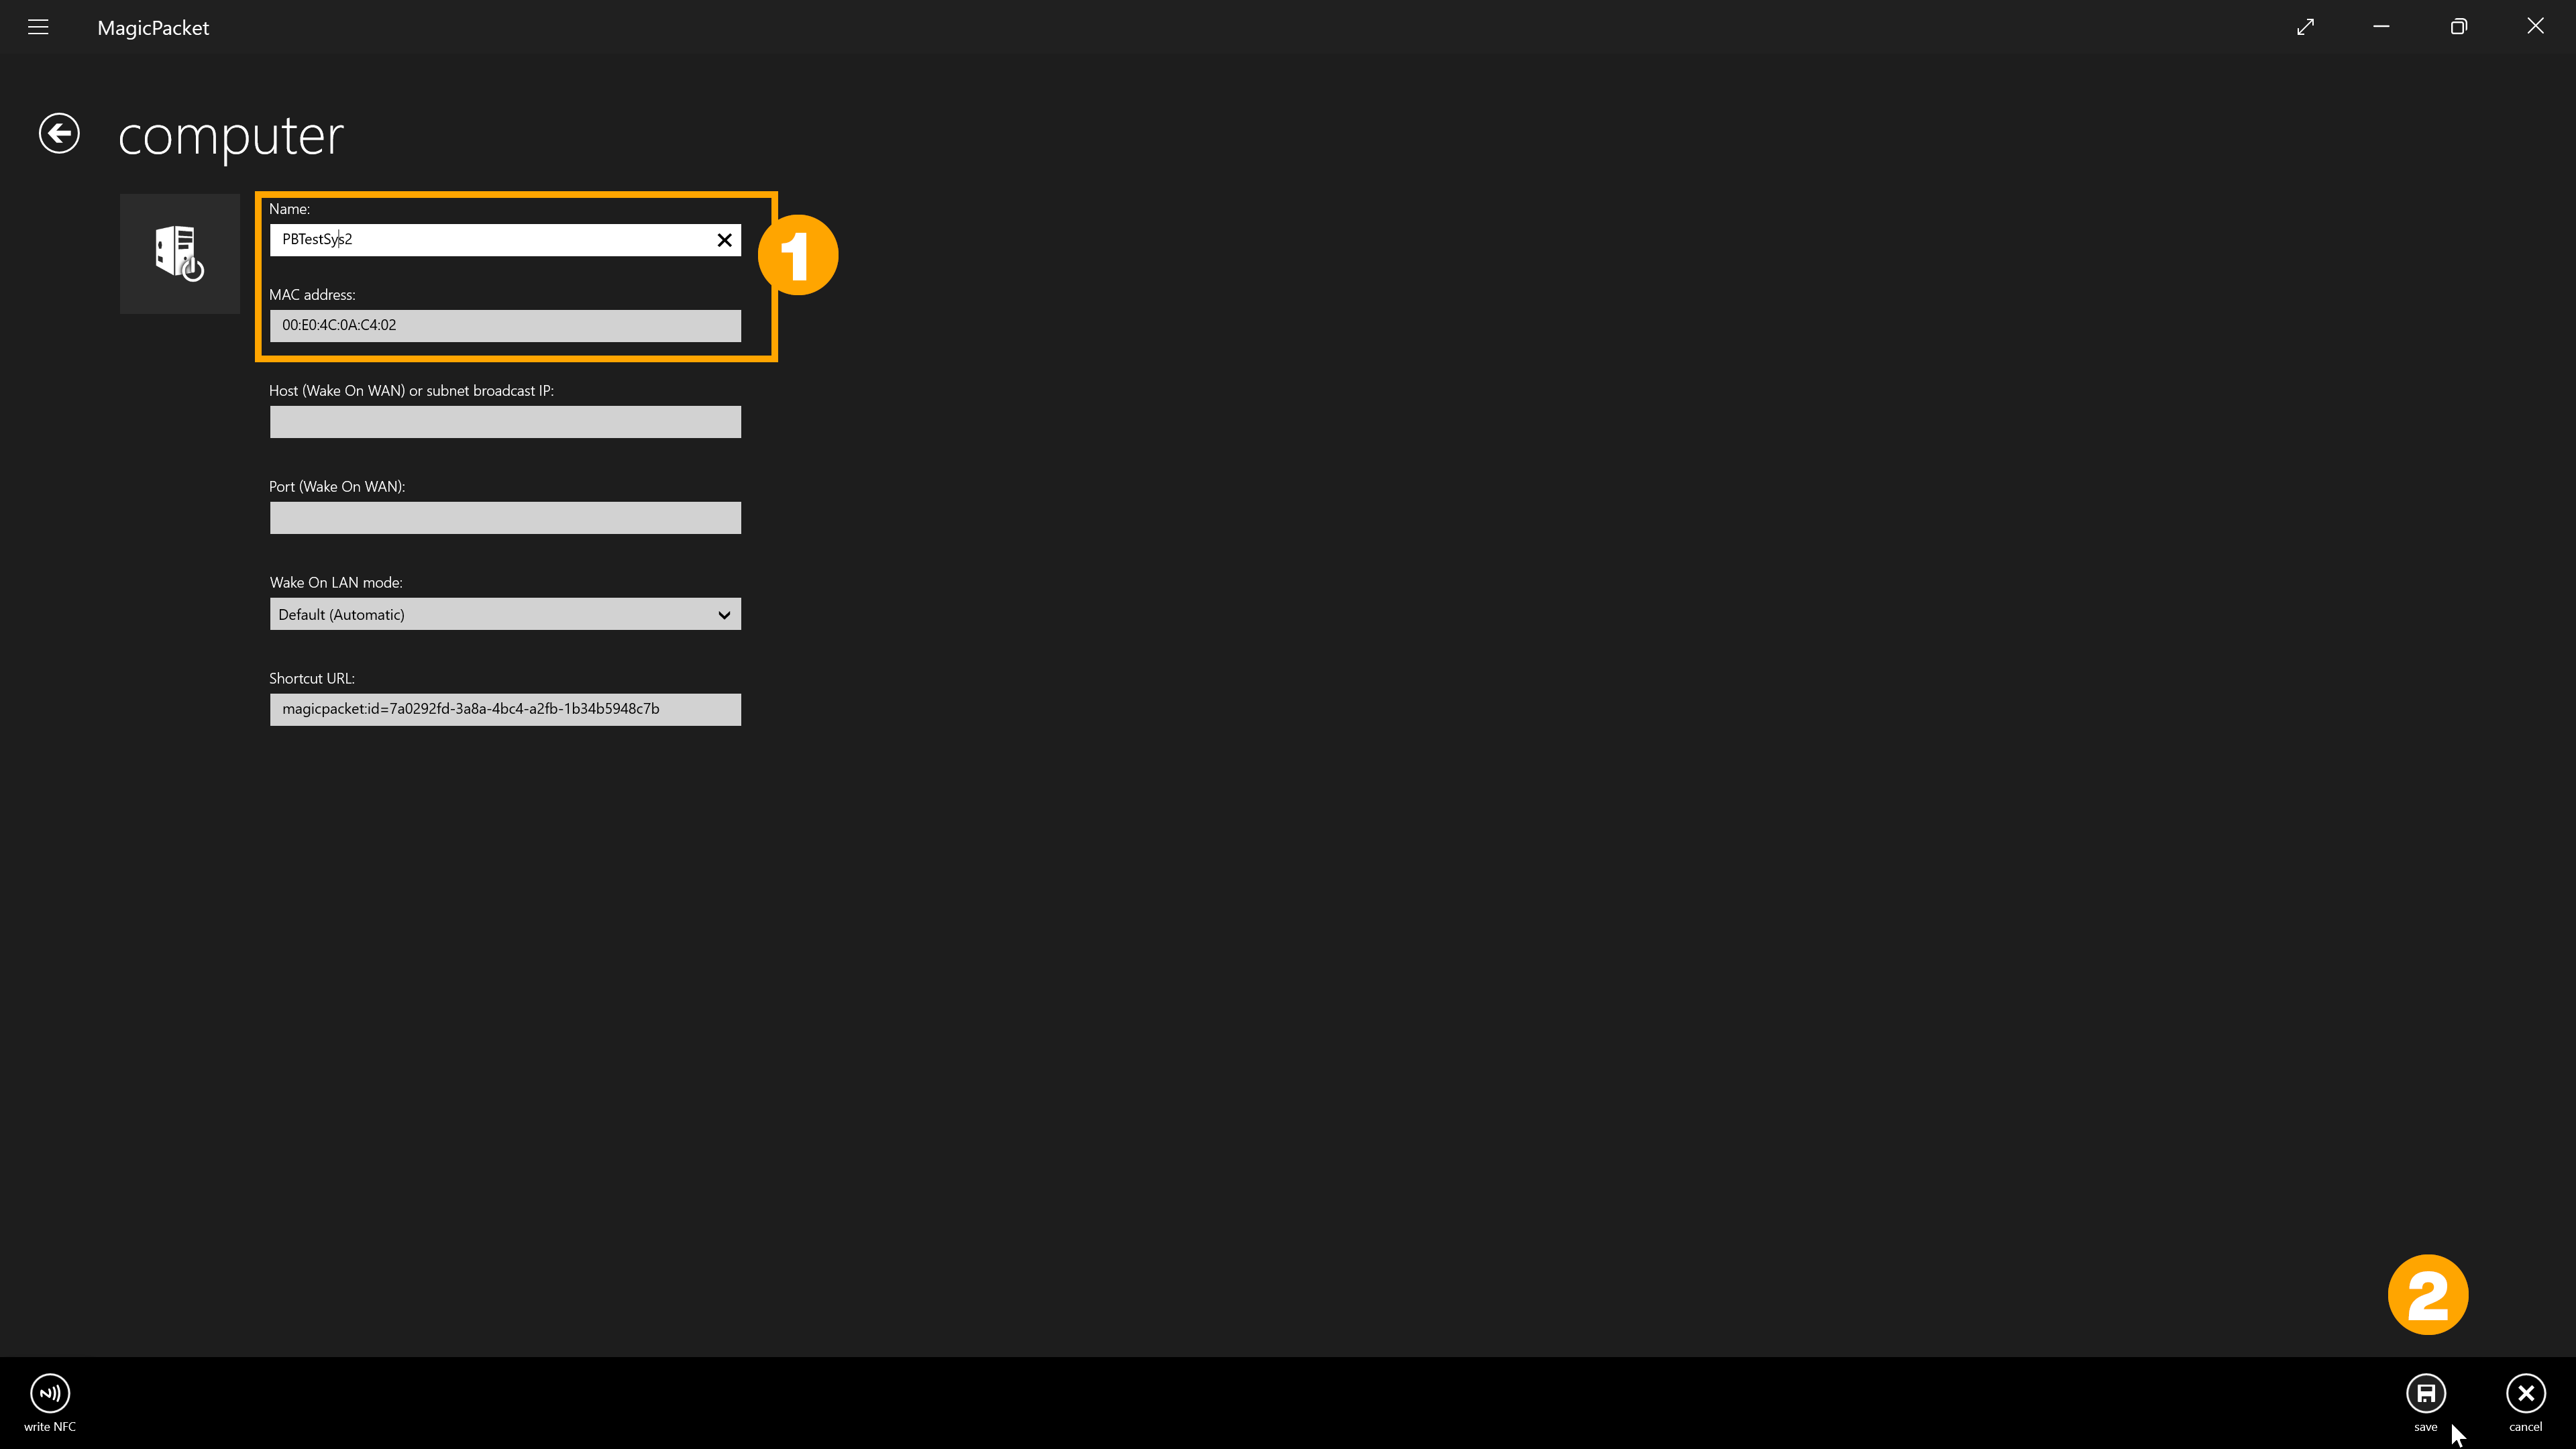 MagicPacket
computer
Name:
PBTestSys2
1
MAC address:
00:E0:4C:0A:C4:02
Host (Wake On WAN) or subnet broadcast IP:
Port (Wake On WAN):
Wake On LAN mode:
Default (Automatic)
Shortcut URL:
magicpacket:id=7a0292fd-3a8a-4bc4-a2fb-1b34b5948c7b
2
write NFC
save
cancel